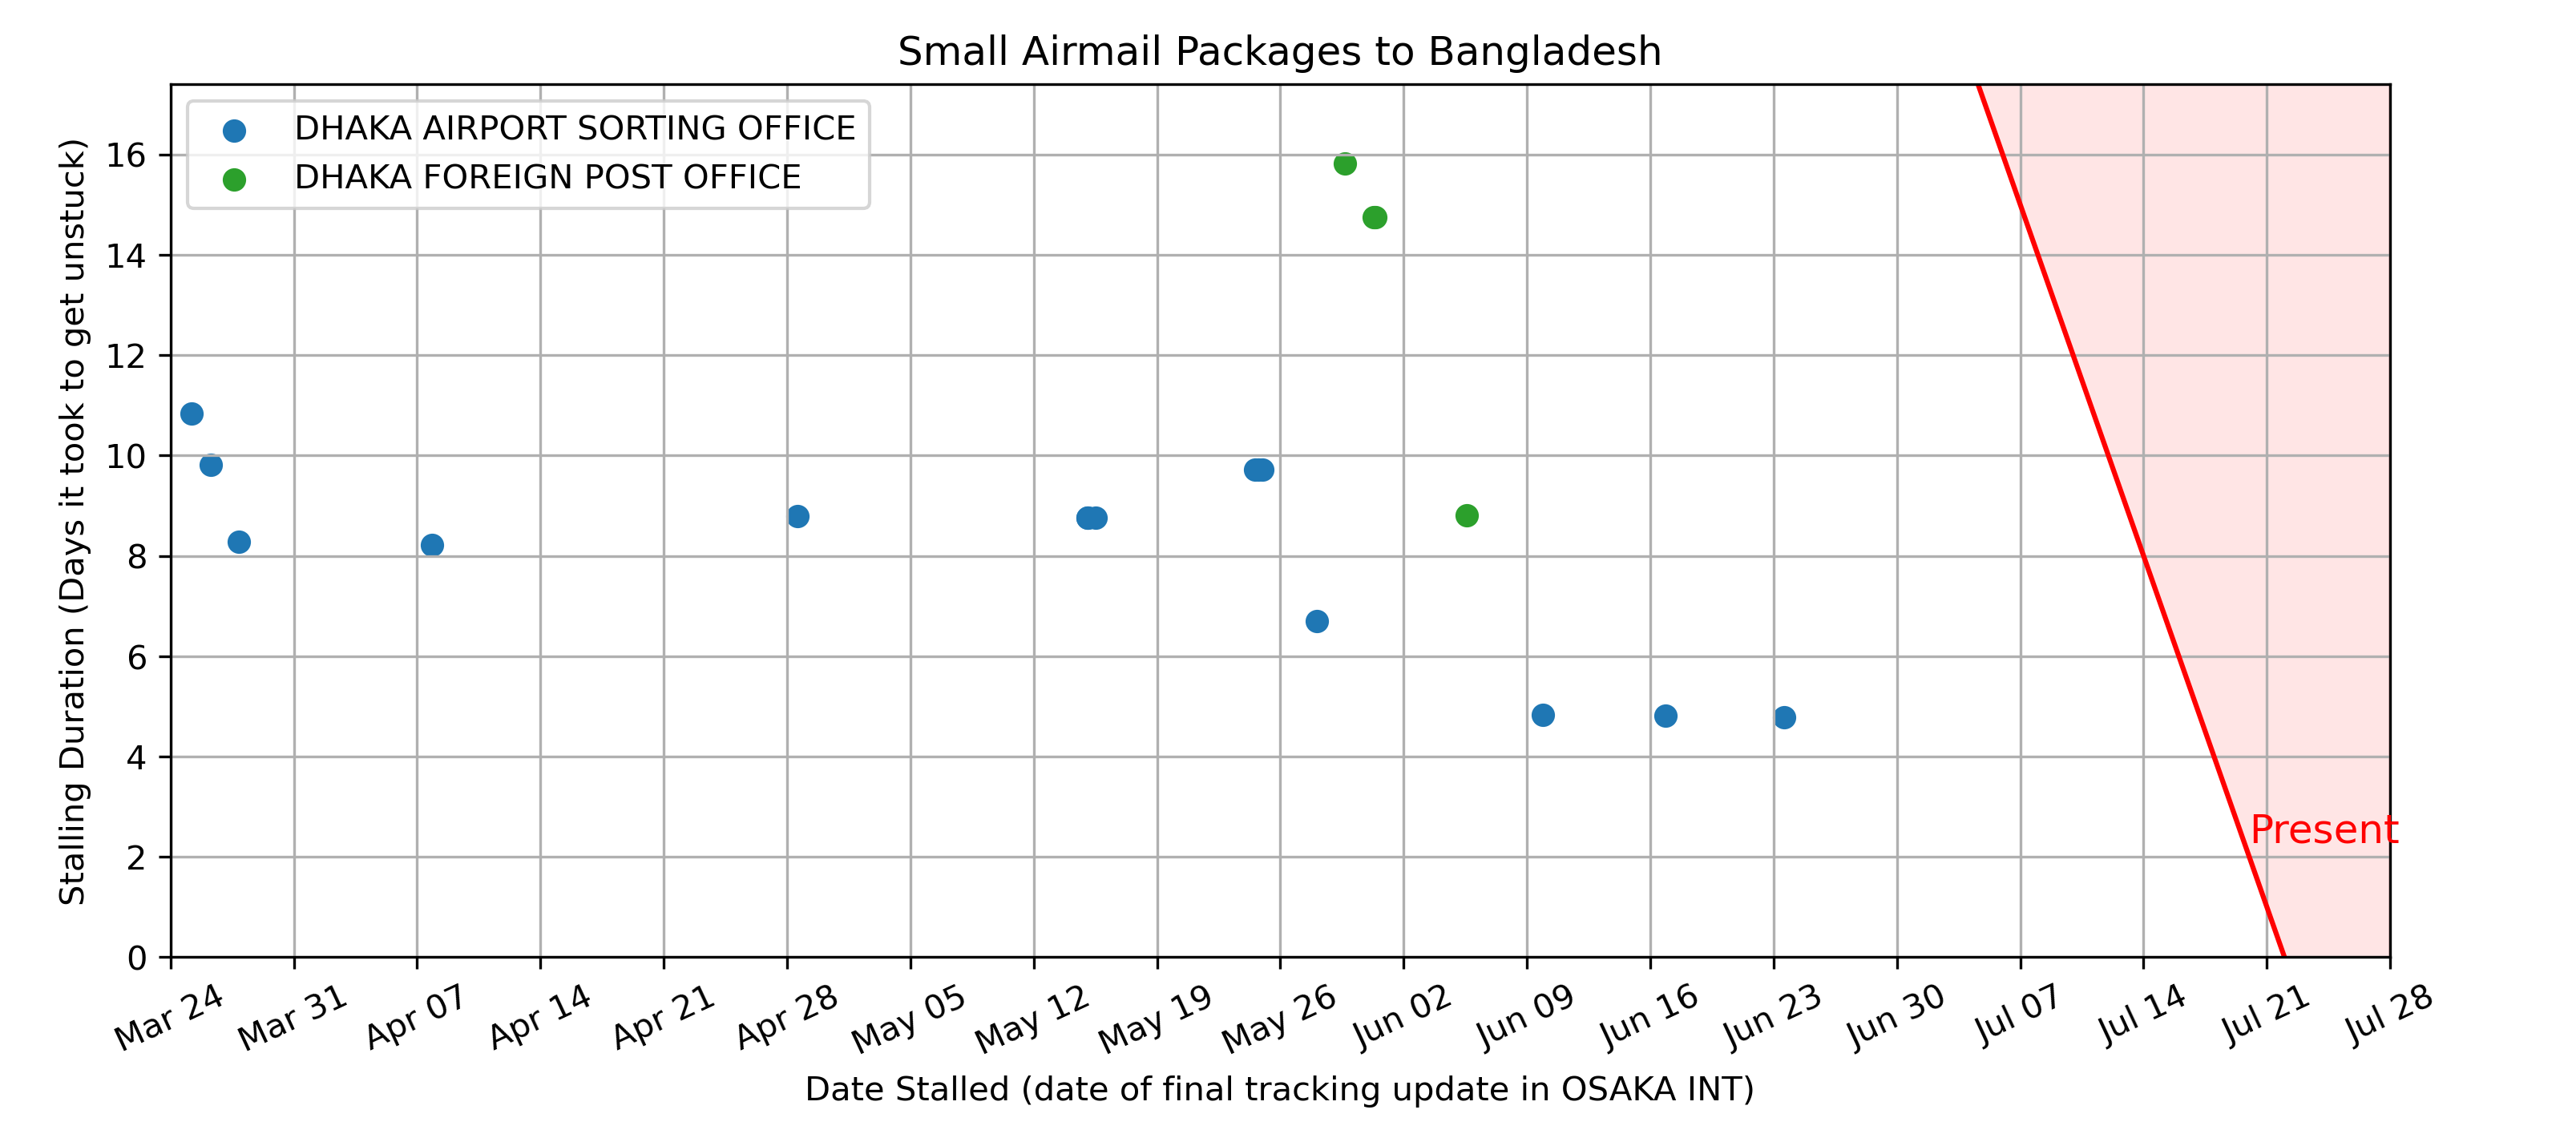 Small Airmail Packages to Bangladesh
DHAKA AIRPORT SORTING OFFICE
DHAKA FOREIGN POST OFFICE
Stalling Duration (Days it took to get unstuck)
16
14
12
10
8
6
4
2
0
Present
Mar 24
Mar 31
Apr 07
Apr 14
Apr 21
Apr 28
May 05
May 12
May 19
May 26
Jun 02
Jun 09
Jun 16
Jun 23
Jun 30
Jul 07
Jul 14
Jul 21
Jul 28
Date Stalled (date of final tracking update in OSAKA INT)